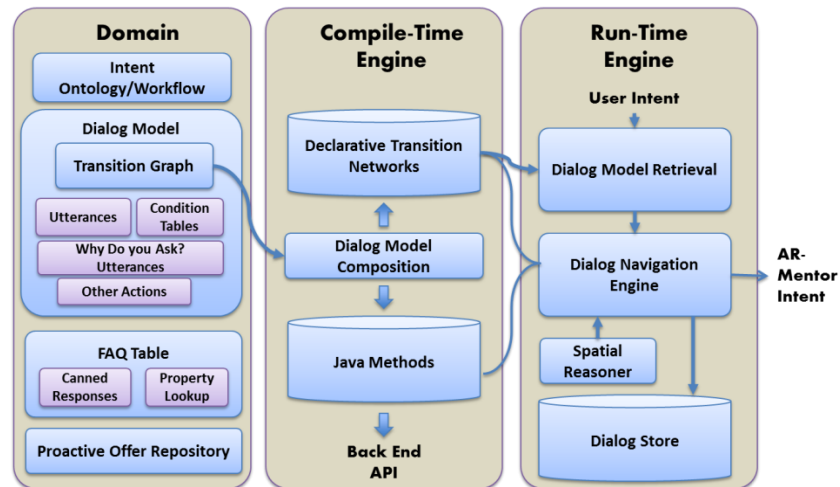 Domain
Intent
Ontology/Workflow
Dialog Model
Transition Graph
Utterances
Condition
Tables
Why Do you Ask?
Utterances
Other Actions
FAQ Table
Canned
Responses
Property
Lookup
Proactive Offer Repository
Compile-Time
Engine
Declarative Transition
Networks
Dialog Model
Composition
Java Methods
Back End
API
Run-Time
Engine
User Intent
Dialog Model Retrieval
Dialog Navigation
Engine
Spatial
Reasoner
Dialog Store
AR-
Mentor
Intent